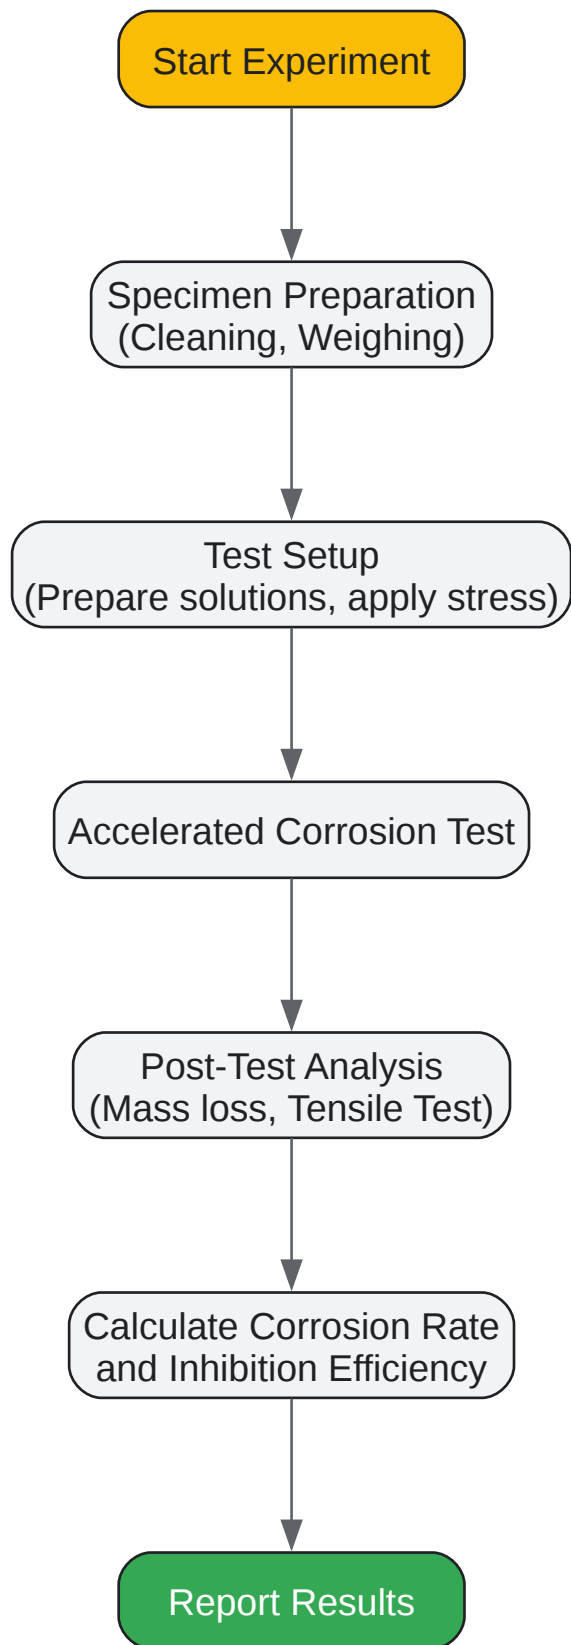 Start Experiment
Specimen Preparation
(Cleaning, Weighing)
Test Setup
(Prepare solutions, apply stress)
Accelerated Corrosion Test
Post-Test Analysis
(Mass loss, Tensile Test)
Calculate Corrosion Rate
and Inhibition Efficiency
Report Results